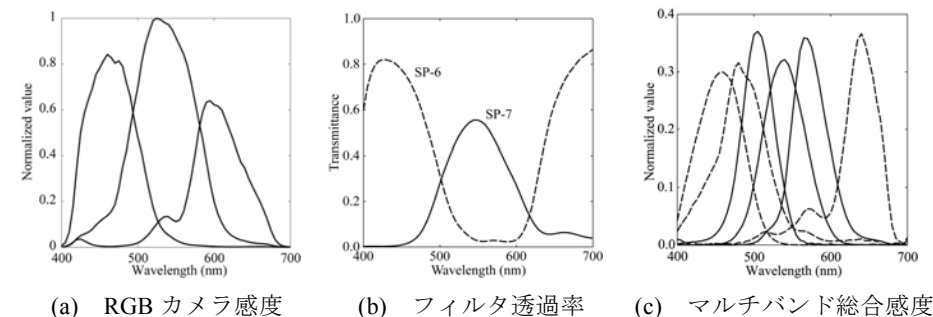 1
0.8
0.6
0.4
0.2
0
400
500
600
700
Normalized value
Wavelength (nm)
(a) RGB カメラ感度
1.0
0.8
0.6
0.4
0.2
0.0
400
500
600
700
Transmittance
Wavelength (nm)
SP-6
SP-7
(b) フィルタ透過率
0.4
0.3
0.2
0.1
0.0
400
500
600
700
Normalized value
Wavelength (nm)
(c) マルチバンド総合感度